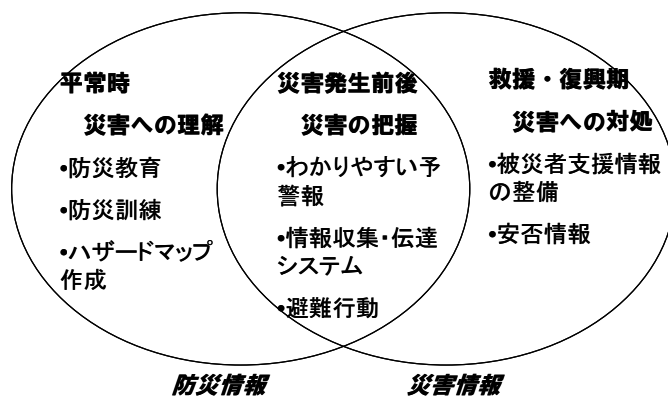 平常時
災害への理解
•防災教育
•防災訓練
•ハザードマップ
作成
災害発生前後
災害の把握
•わかりやすい予
警報
•情報収集・伝達
システム
•避難行動
救援・復興期
災害への対処
•被災者支援情報
の整備
•安否情報
防災情報
災害情報